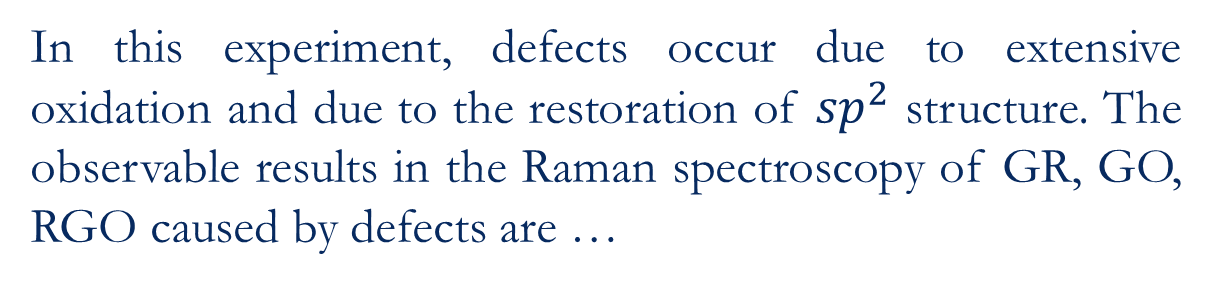 In this experiment, defects occur due to extensive
oxidation and due to the restoration of 𝒔𝒑² structure. The
observable results in the Raman spectroscopy of GR, GO,
RGO caused by defects are …